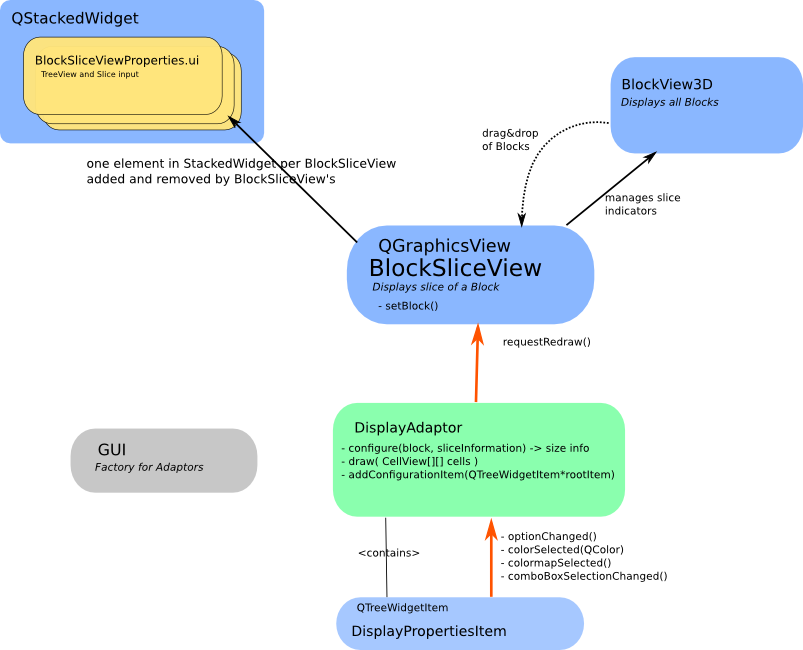 QStackedWidget
BlockSliceViewProperties.ui
TreeView and Slice input
BlockView3D
Displays all Blocks
drag&drop
of Blocks
one element in StackedWidget per BlockSliceView
added and removed by BlockSliceView's
manages slice
indicators
QGraphicsView
BlockSliceView
Displays slice of a Block
- setBlock()
requestRedraw()
DisplayAdaptor
- configure(block, sliceInformation) -> size info
- draw( CellView[][] cells )
- addConfigurationItem(QTreeWidgetItem*rootItem)
GUI
Factory for Adaptors
- optionChanged()
- colorSelected(QColor)
- colormapSelected()
- comboBoxSelectionChanged()
<contains>
QTreeWidgetItem
DisplayPropertiesItem